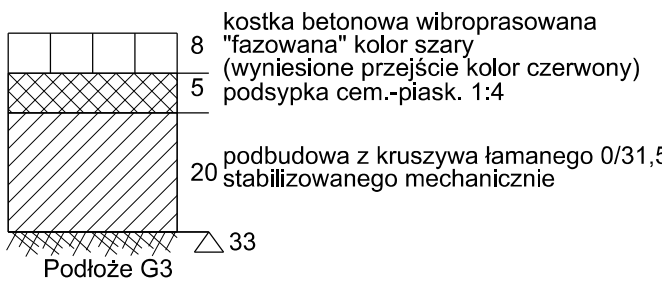 kostka betonowa wibroprasowana
8 "fazowana" kolor szary
(wyniesione przejście kolor czerwony)
5 podsypka cem.-piask. 1:4
podbudowa z kruszywa łamanego 0/31,5
20 stabilizowanego mechanicznie
33
Podłoże G3